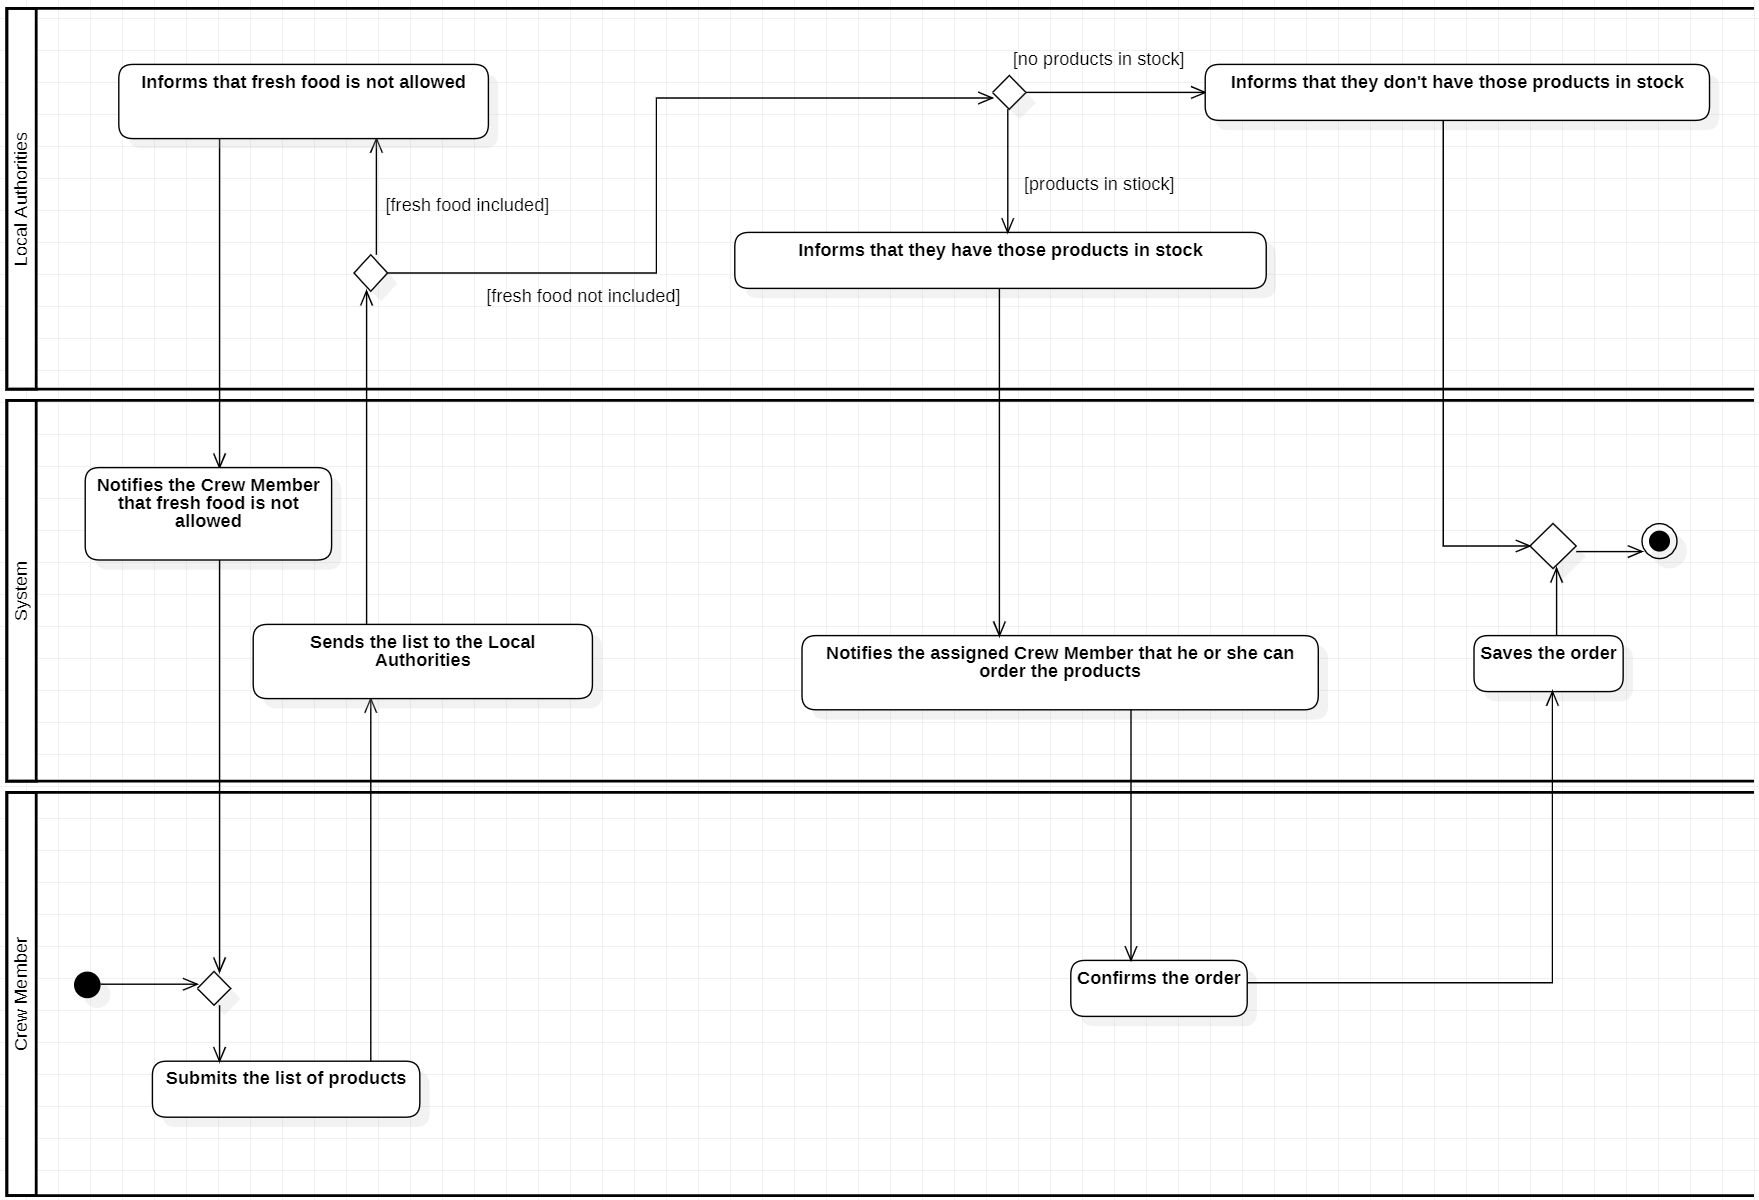 Local Authorities
[no products in stock]
Informs that fresh food is not allowed
Informs that they don't have those products in stock
[products in stiock]
[fresh food included]
Informs that they have those products in stock
[fresh food not included]
System
Notifies the Crew Member
that fresh food is not
allowed
Sends the list to the Local
Authorities
Notifies the assigned Crew Member that he or she can
order the products
Saves the order
Crew Member
Confirms the order
Submits the list of products